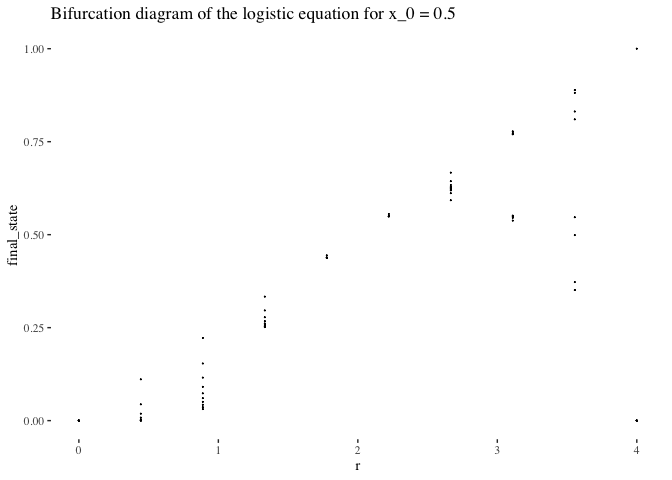 Bifurcation diagram of the logistic equation for x_0 = 0.5
1.00
0.75
0.50
0.25
0.00
final_state
0 1 2 3 4
r